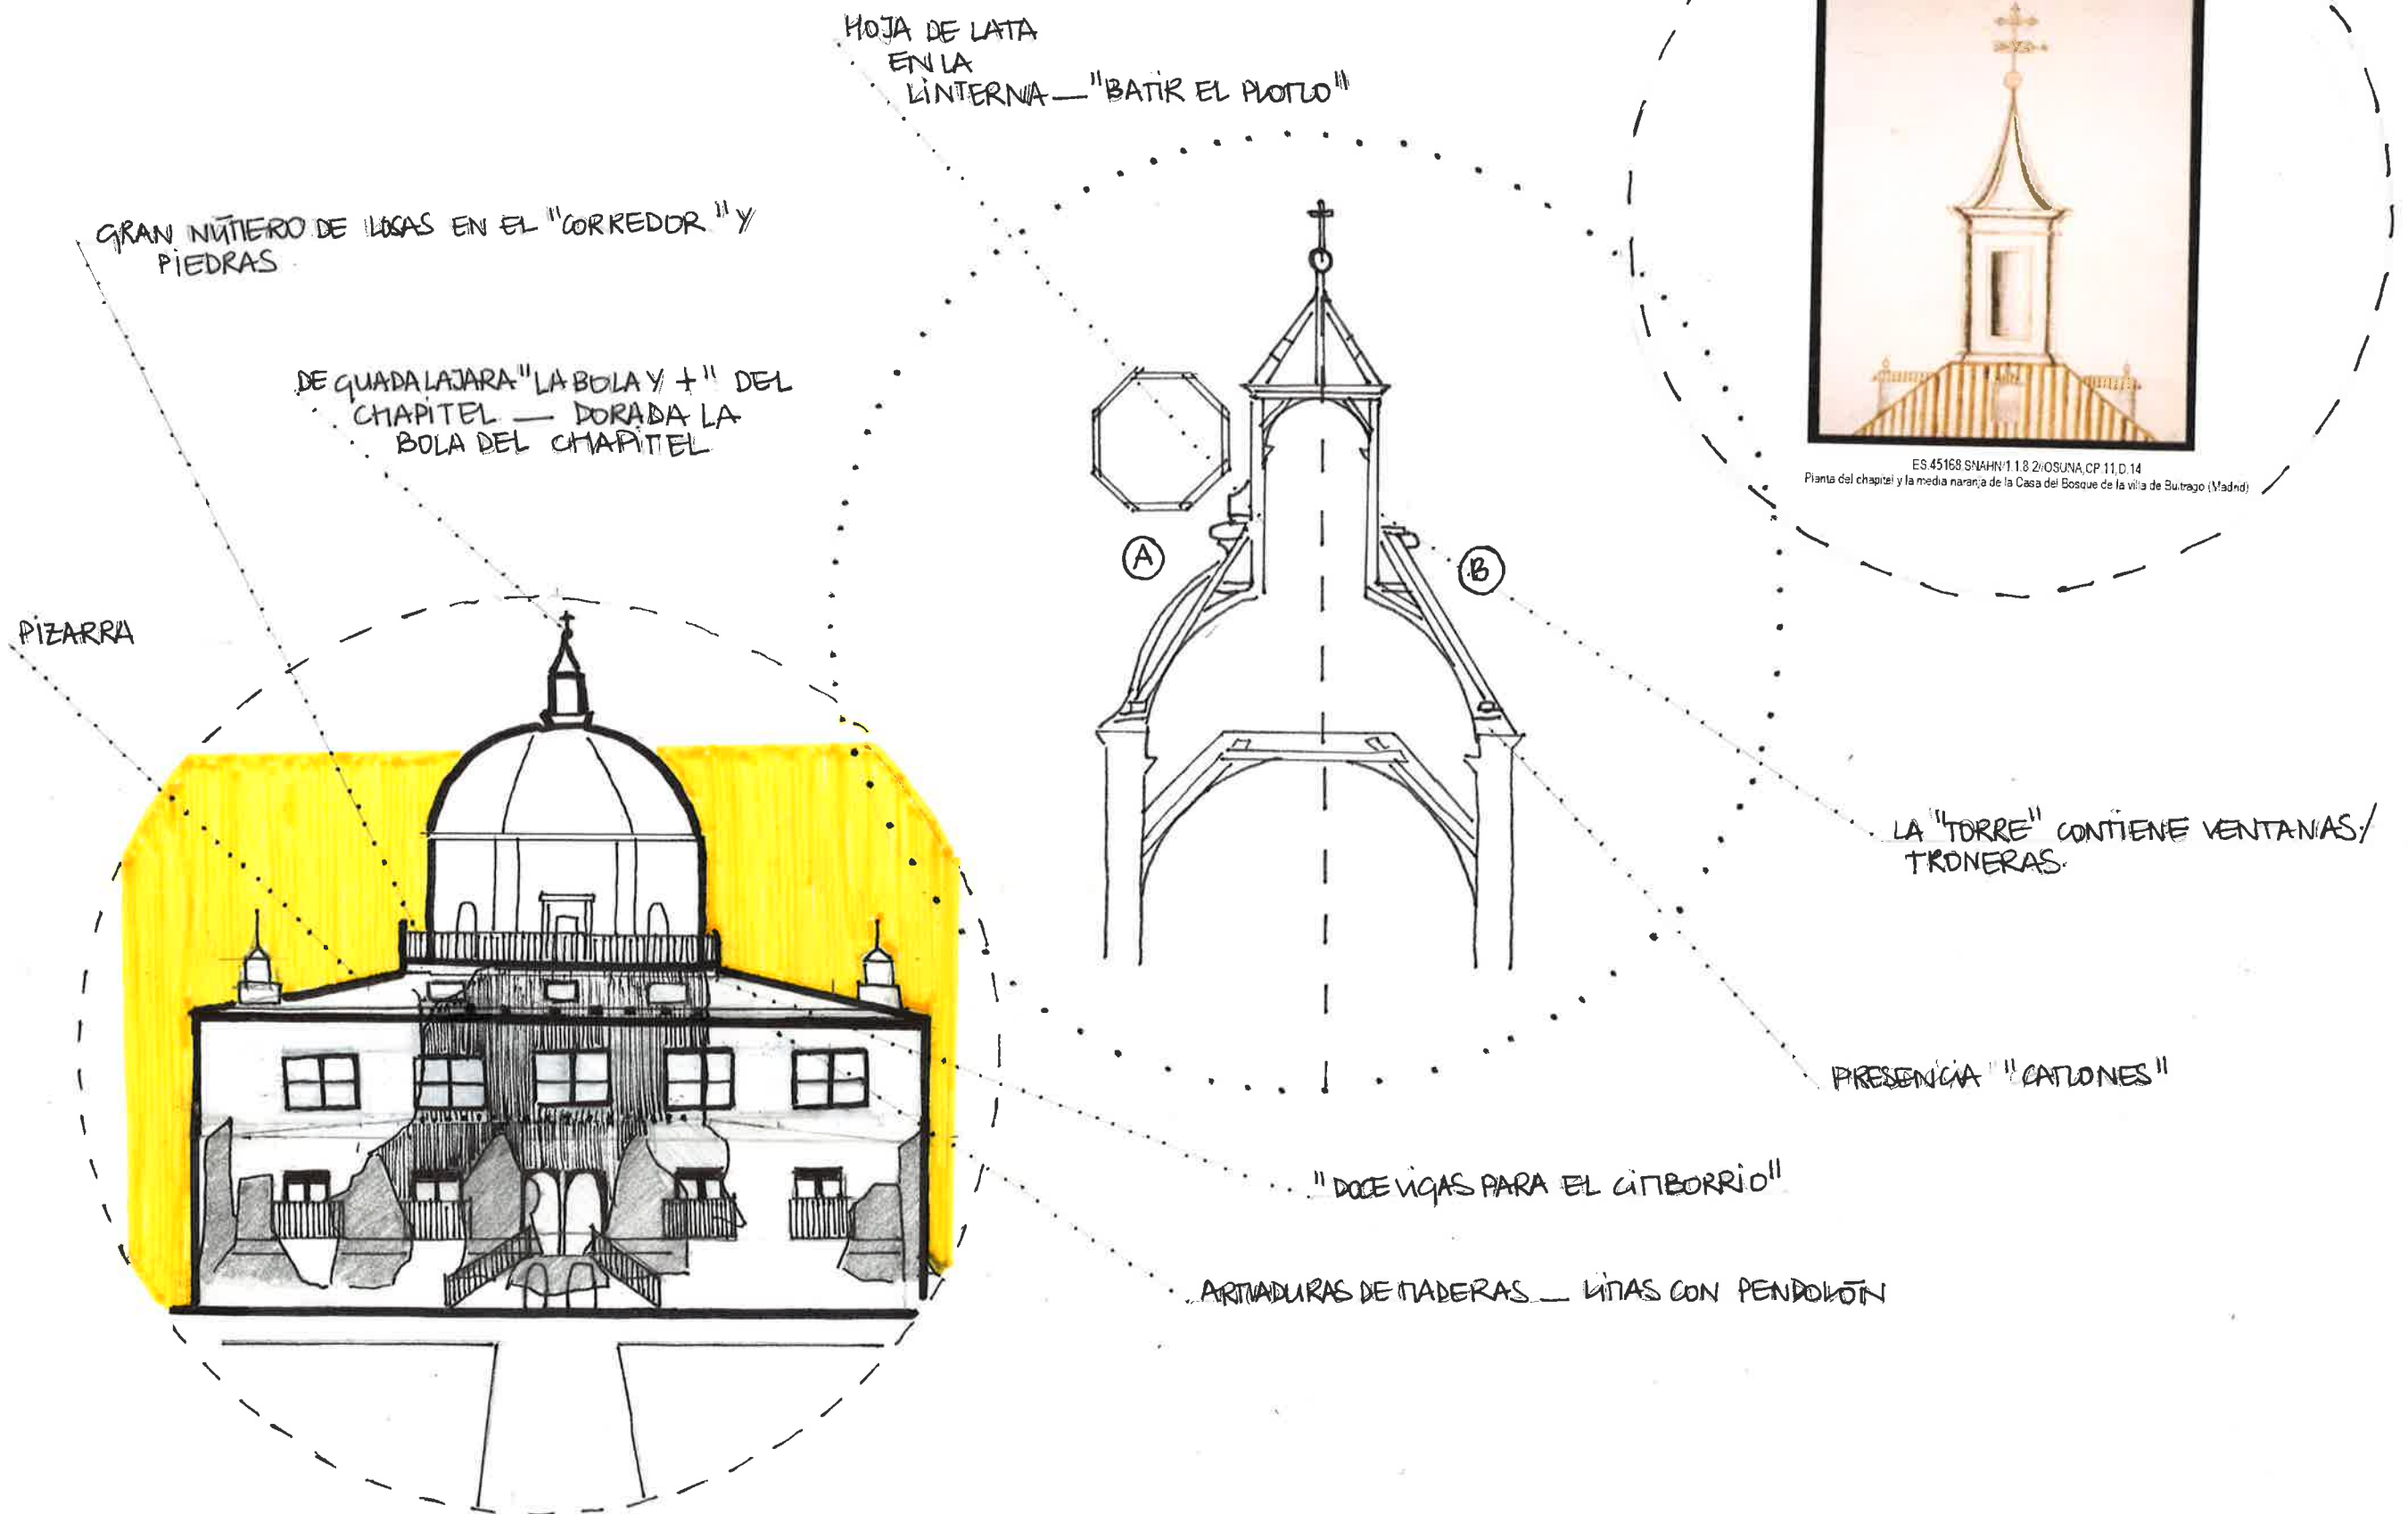 HOJA DE LATA
EN LA
LINTERNA — "BATIR EL PLOMO"
GRAN NÚMERO DE LOSAS EN EL "CORREDOR" Y
PIEDRAS
DE GUADALAJARA "LA BOLA Y +" DEL
CHAPITEL — DORADA LA
BOLA DEL CHAPITEL
PIZARRA
A
B
ES.45168.SNAHN/1.1.8.2//OSUNA,CP.11,D.14
Planta del chapitel y la media naranja de la Casa del Bosque de la villa de Buitrago (Madrid)
LA "TORRE" CONTIENE VENTANAS/
TRONERAS.
PRESENCIA "CAMONES"
"DOCE VIGAS PARA EL CIMBORRIO"
ARMADURAS DE MADERAS — LIMAS CON PENDOLÓN